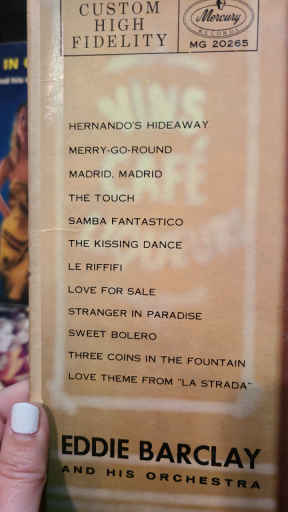 CUSTOM
HIGH
FIDELITY
Mercury
RECORDS
MG 20265
IN
HERNANDO'S HIDEAWAY
MERRY-GO-ROUND
MADRID, MADRID
THE TOUCH
SAMBA FANTASTICO
THE KISSING DANCE
LE RIFFIFI
LOVE FOR SALE
STRANGER IN PARADISE
SWEET BOLERO
THREE COINS IN THE FOUNTAIN
LOVE THEME FROM "LA STRADA"
CAFÉ
EDDIE BARCLAY
AND HIS ORCHESTRA